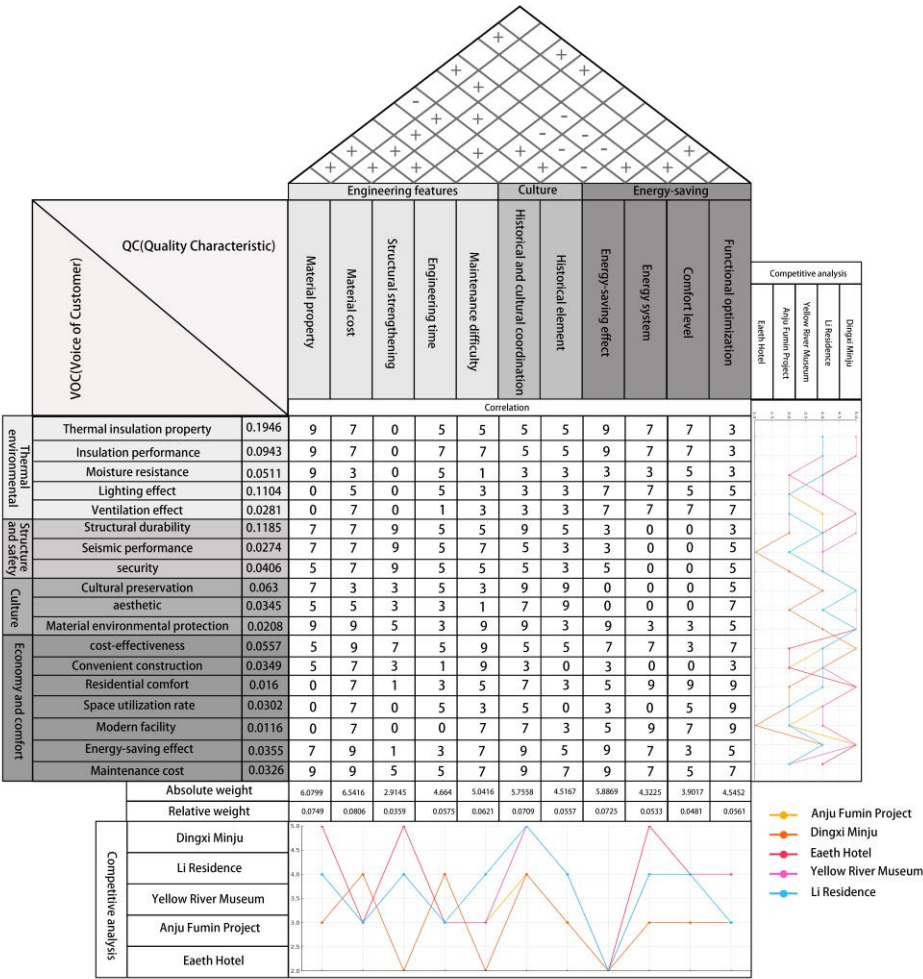 Engineering features Culture Energy-saving
QC(Quality Characteristic)
VOC(Voice of Customer)
Material property
Material cost
Structural strengthening
Engineering time
Maintenance difficulty
Historical and cultural coordination
Historical element
Energy-saving effect
Energy system
Comfort level
Functional optimization
Competitive analysis
Eaeth Hotel
Anju Fumin Project
Yellow River Museum
Li Residence
Dingxi Minju
Correlation
Thermal environmental
Thermal insulation property 0.1946 9 7 0 5 5 5 5 9 7 7 3
Insulation performance 0.0943 9 7 0 7 7 5 5 9 7 7 3
Moisture resistance 0.0511 9 3 0 5 1 3 3 3 3 5 3
Lighting effect 0.1104 0 5 0 5 3 3 3 7 7 5 5
Ventilation effect 0.0281 0 7 0 1 3 3 3 7 7 7 7
Structure and safety
Structural durability 0.1185 7 7 9 5 5 9 5 3 0 0 3
Seismic performance 0.0274 7 7 9 5 7 5 3 3 0 0 5
security 0.0406 5 7 9 5 5 5 3 5 0 0 5
Culture
Cultural preservation 0.063 7 3 3 5 3 9 9 0 0 0 5
aesthetic 0.0345 5 5 3 3 1 7 9 0 0 0 7
Material environmental protection 0.0208 9 9 5 3 9 9 3 9 3 3 5
Economy and comfort
cost-effectiveness 0.0557 5 9 7 5 9 5 5 7 7 3 7
Convenient construction 0.0349 5 7 3 1 9 3 0 3 0 0 3
Residential comfort 0.016 0 7 1 3 5 7 3 5 9 9 9
Space utilization rate 0.0302 0 7 0 5 3 5 0 3 0 5 9
Modern facility 0.0116 0 7 0 0 7 7 3 5 9 7 9
Energy-saving effect 0.0355 7 9 1 3 7 9 5 9 7 3 5
Maintenance cost 0.0326 9 9 5 5 7 9 7 9 7 5 7
Absolute weight 6.0799 6.5416 2.9145 4.664 5.0416 5.7558 4.5167 5.8869 4.3225 3.9017 4.5452
Relative weight 0.0749 0.0806 0.0359 0.0575 0.0621 0.0709 0.0557 0.0725 0.0533 0.0481 0.0561
Competitive analysis
Dingxi Minju
Li Residence
Yellow River Museum
Anju Fumin Project
Eaeth Hotel
5.0
4.5
4.0
3.5
3.0
2.5
2.0
Anju Fumin Project
Dingxi Minju
Eaeth Hotel
Yellow River Museum
Li Residence